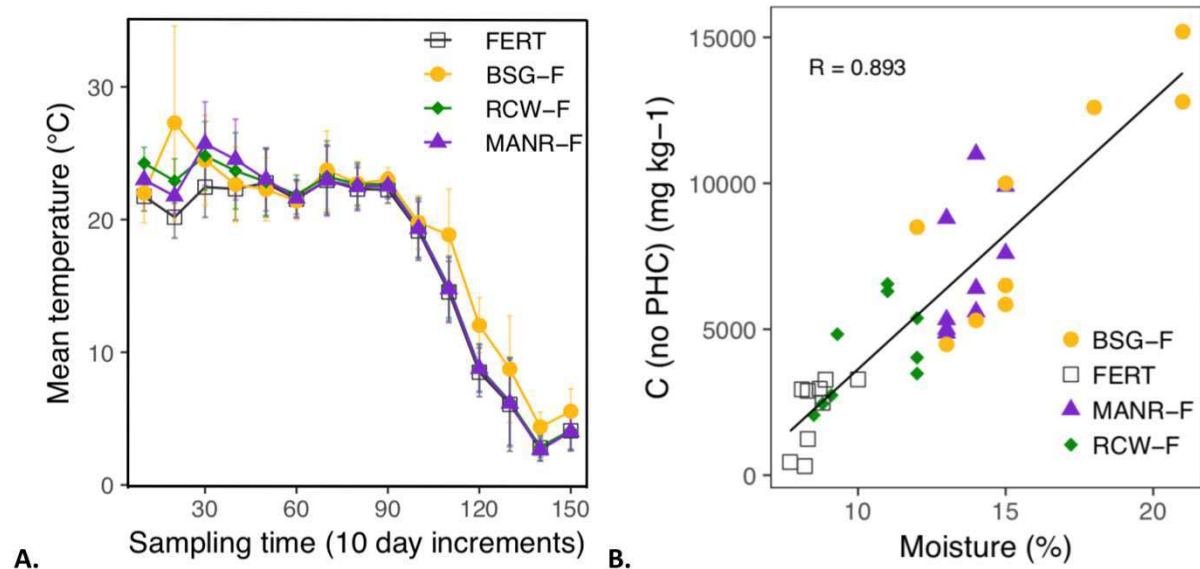 FERT
BSG−F
RCW−F
MANR−F
Mean temperature (°C)
30
20
10
0
30 60 90 120 150
Sampling time (10 day increments)
A.
R = 0.893
C (no PHC) (mg kg−1)
15000
10000
5000
0
BSG−F
FERT
MANR−F
RCW−F
10 15 20
Moisture (%)
B.